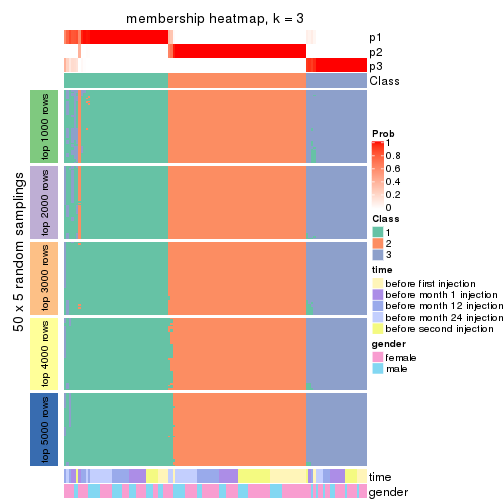 membership heatmap, k = 3
p1
p2
p3
Class
50 x 5 random samplings
top 1000 rows
top 2000 rows
top 3000 rows
top 4000 rows
top 5000 rows
time
gender
Prob
1
0.8
0.6
0.4
0.2
0
Class
1
2
3
time
before first injection
before month 1 injection
before month 12 injection
before month 24 injection
before second injection
gender
female
male